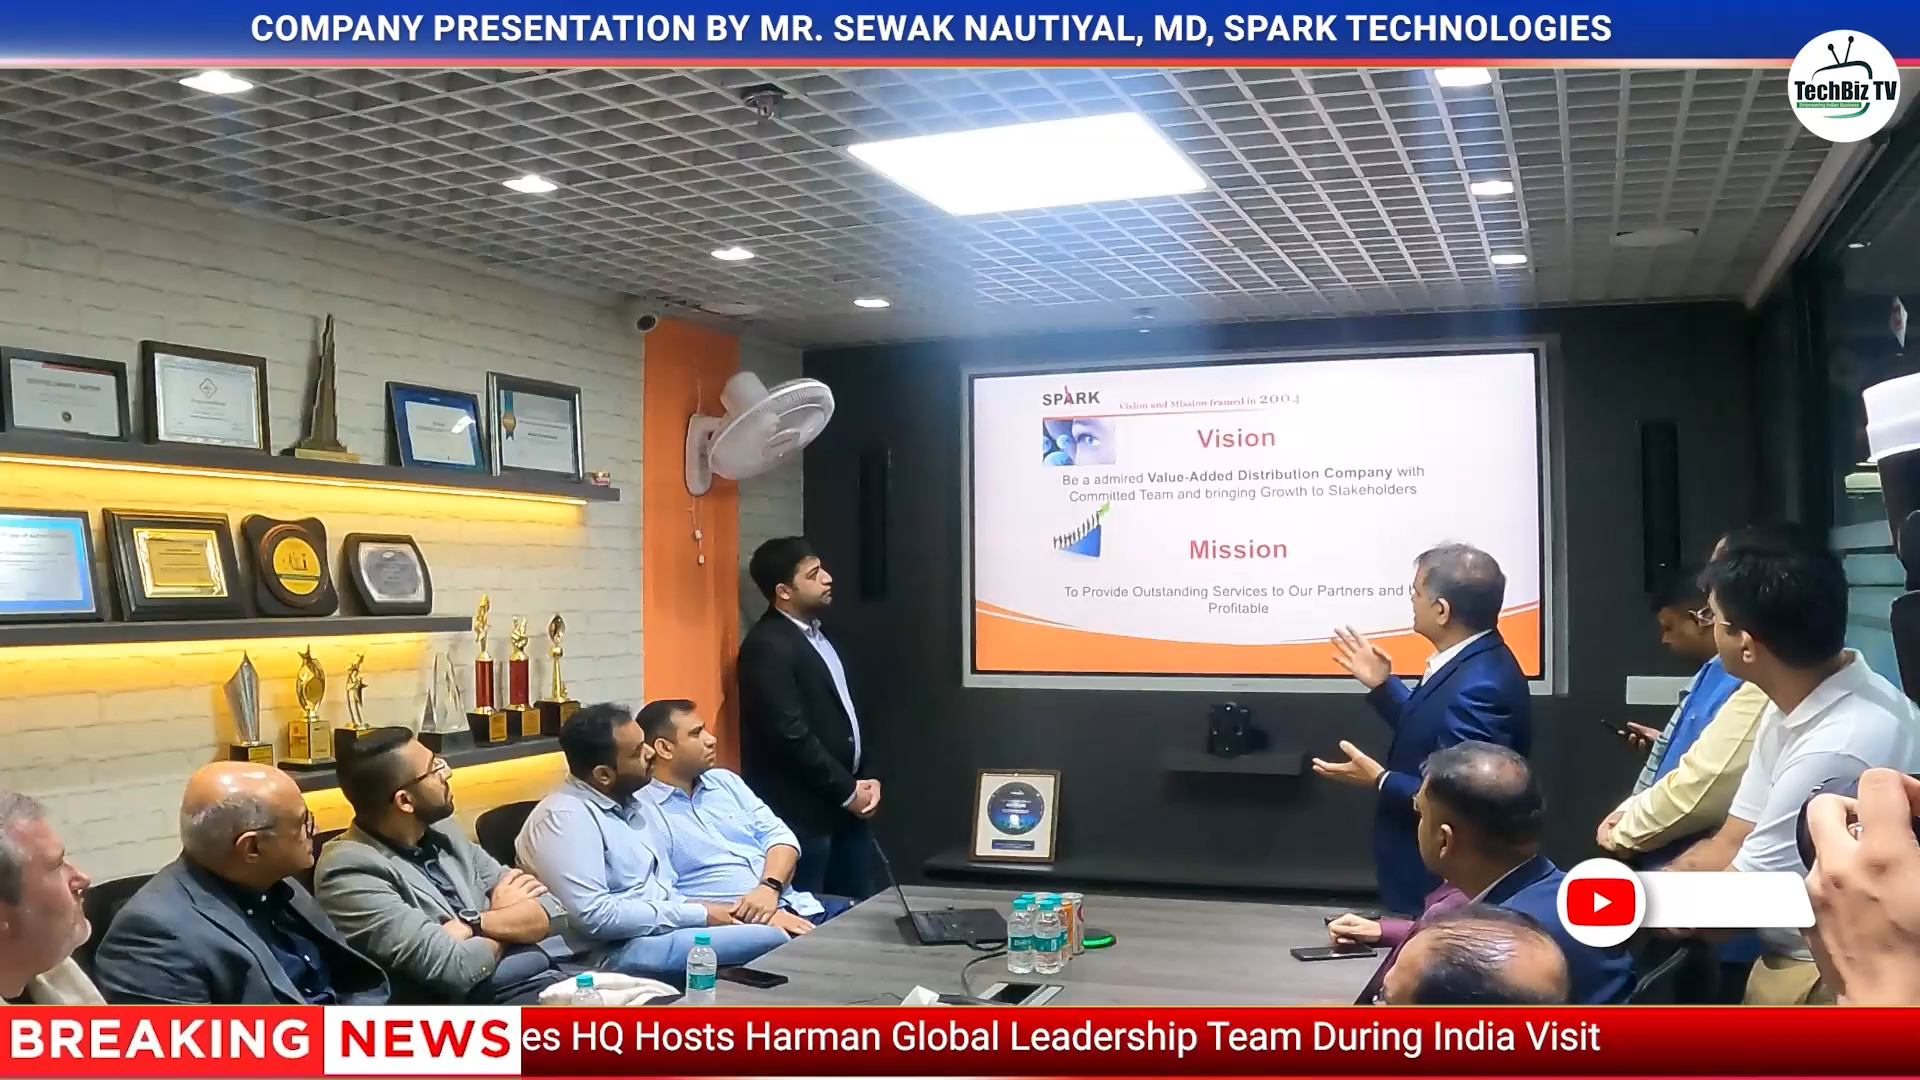 COMPANY PRESENTATION BY MR. SEWAK NAUTIYAL, MD, SPARK TECHNOLOGIES
TechBiz TV
SPARK
Vision and Mission framed in 2004
Vision
Be a admired Value-Added Distribution Company with
Committed Team and bringing Growth to Stakeholders
Mission
To Provide Outstanding Services to Our Partners and
Profitable
BREAKING NEWS
es HQ Hosts Harman Global Leadership Team During India Visit